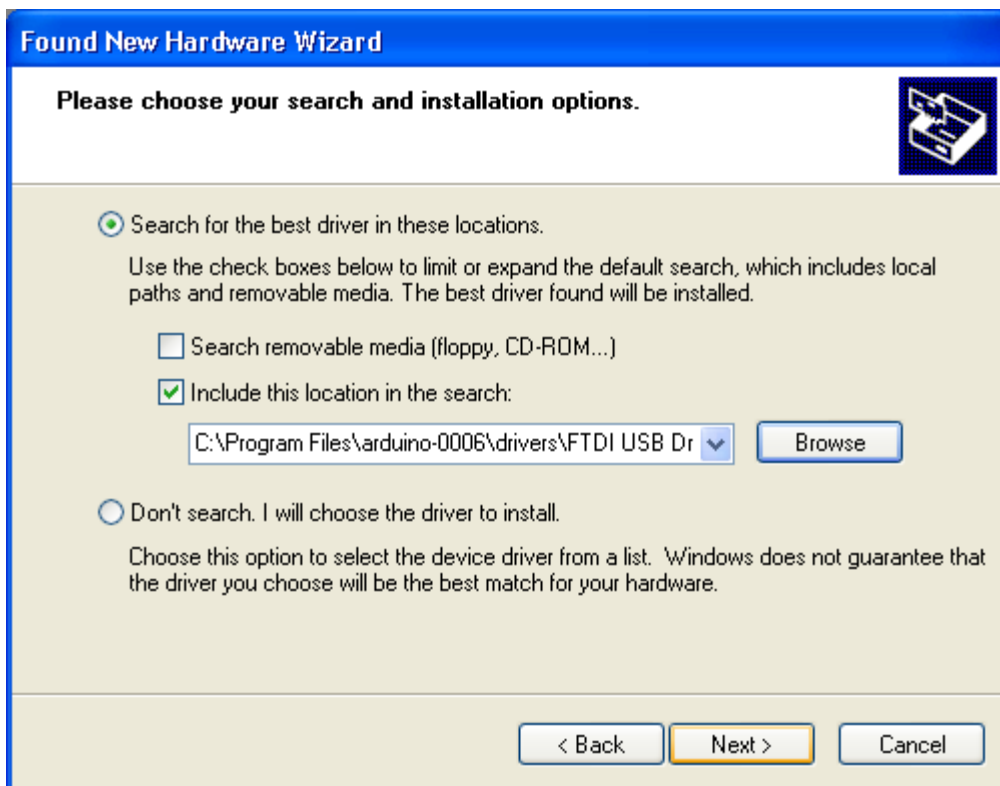 Found New Hardware Wizard
Please choose your search and installation options.
Search for the best driver in these locations.
Use the check boxes below to limit or expand the default search, which includes local
paths and removable media. The best driver found will be installed.
Search removable media (floppy, CD-ROM...)
Include this location in the search:
C:\Program Files\arduino-0006\drivers\FTDI USB Dr
Browse
Don't search. I will choose the driver to install.
Choose this option to select the device driver from a list. Windows does not guarantee that
the driver you choose will be the best match for your hardware.
< Back
Next >
Cancel